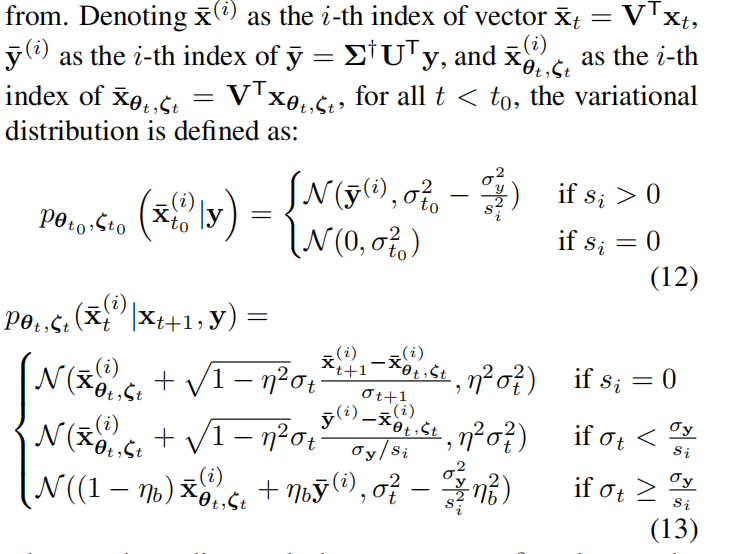 from. Denoting x̄^{(i)} as the i-th index of vector x̄_t = V^⊤x_t,
ȳ^{(i)} as the i-th index of ȳ = Σ^†U^⊤y, and x̄^{(i)}_{θ_t,ζ_t} as the i-th
index of x̄_{θ_t,ζ_t} = V^⊤x_{θ_t,ζ_t}, for all t < t_0, the variational
distribution is defined as:
p_{θ_{t_0},ζ_{t_0}} (x̄^{(i)}_{t_0}|y) = { N(ȳ^{(i)}, σ²_{t_0} − σ²_y/s²_i) if s_i > 0
N(0, σ²_{t_0}) if s_i = 0
(12)
p_{θ_t,ζ_t}(x̄^{(i)}_t|x_{t+1}, y) =
{ N(x̄^{(i)}_{θ_t,ζ_t} + √(1 − η²)σ_t (x̄^{(i)}_{t+1} − x̄^{(i)}_{θ_t,ζ_t})/σ_{t+1}, η²σ²_t) if s_i = 0
N(x̄^{(i)}_{θ_t,ζ_t} + √(1 − η²)σ_t (ȳ^{(i)} − x̄^{(i)}_{θ_t,ζ_t})/(σ_y/s_i), η²σ²_t) if σ_t < σ_y/s_i
N((1 − η_b) x̄^{(i)}_{θ_t,ζ_t} + η_bȳ^{(i)}, σ²_t − (σ²_y/s²_i)η²_b) if σ_t ≥ σ_y/s_i
(13)